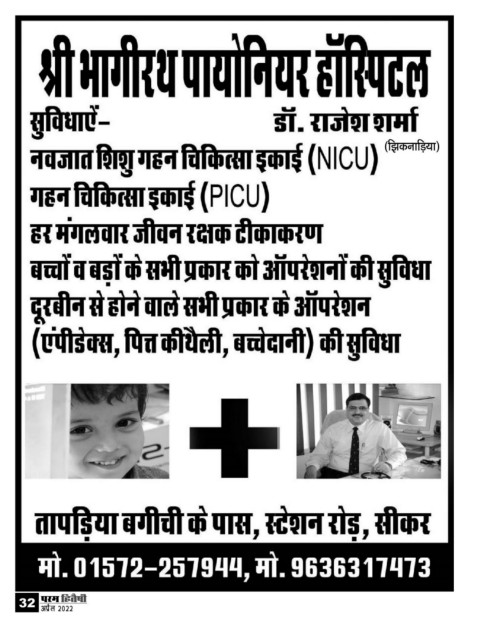 श्री भागीरथ पायोनियर हॉस्पिटल
सुविधाऐं- डॉ. राजेश शर्मा
(झिकनाड़िया)
नवजात शिशु गहन चिकित्सा इकाई (NICU)
गहन चिकित्सा इकाई (PICU)
हर मंगलवार जीवन रक्षक टीकाकरण
बच्चों व बड़ों के सभी प्रकार को ऑपरेशनों की सुविधा
दूरबीन से होने वाले सभी प्रकार के ऑपरेशन
(एंपीडेक्स, पित्त कीथैली, बच्चेदानी) की सुविधा
तापड़िया बगीची के पास, स्टेशन रोड़, सीकर
मो. 01572-257944, मो. 9636317473
32 परम हितैषी
अप्रैल 2022